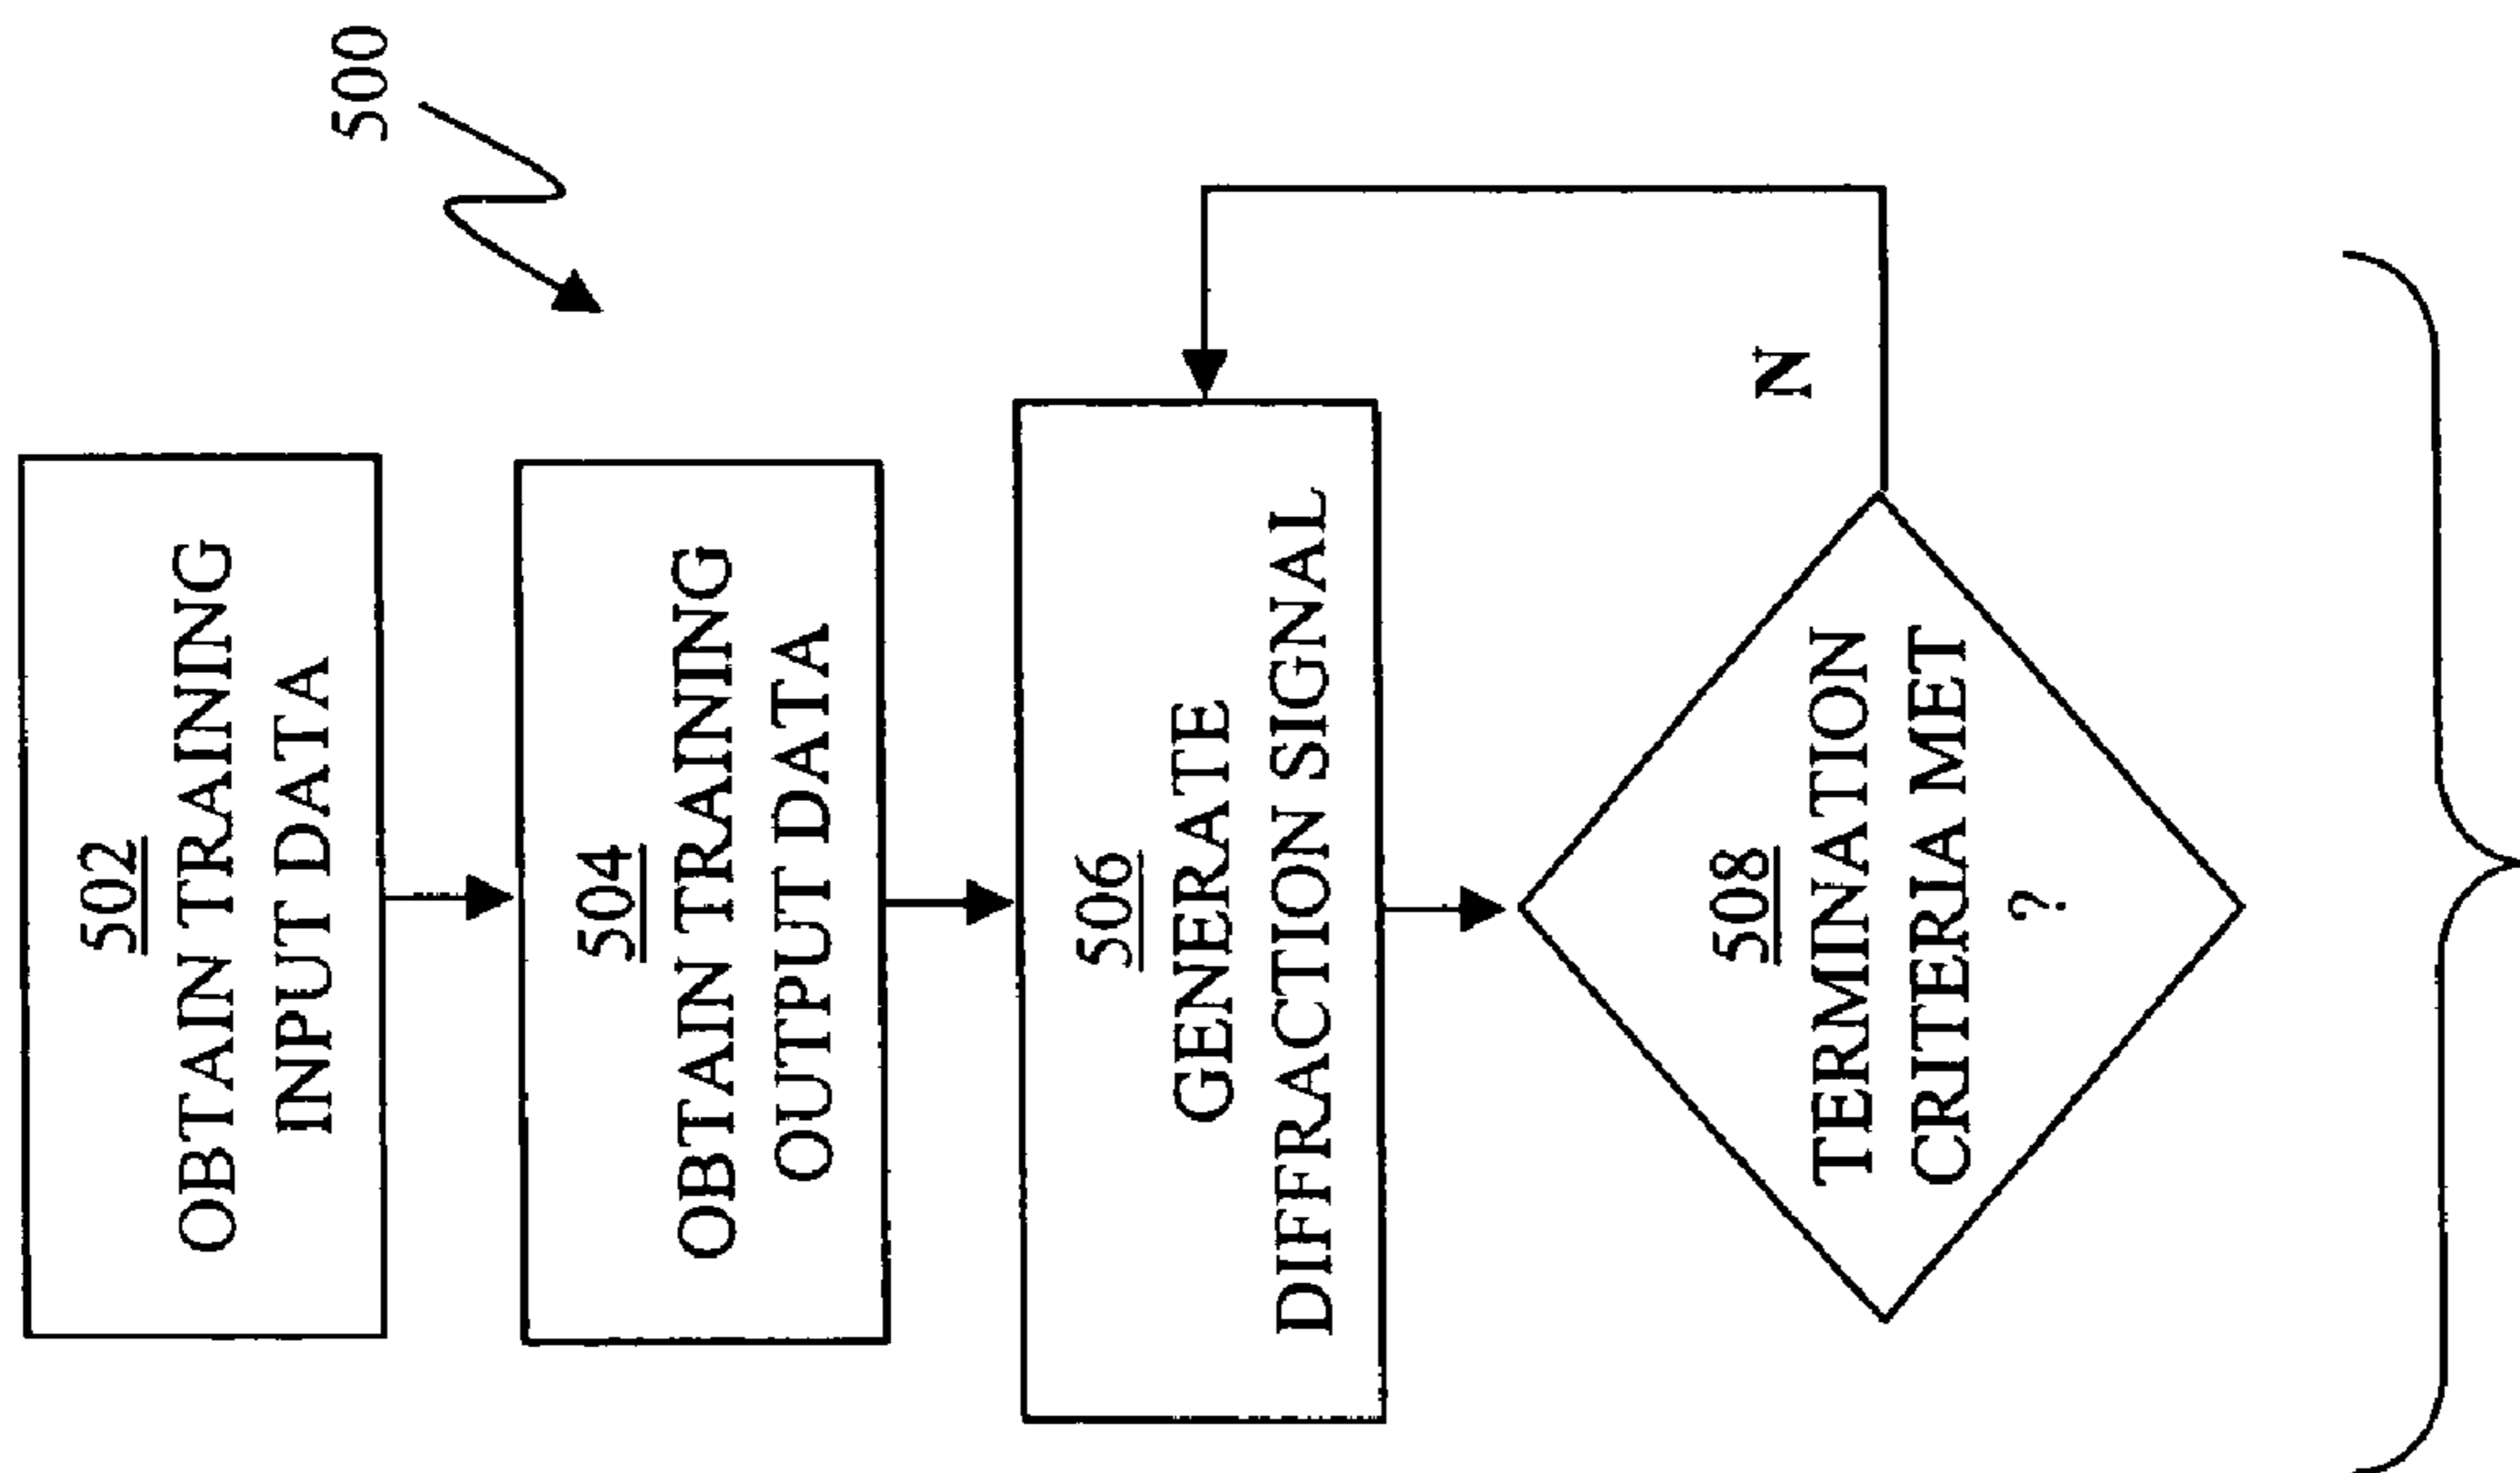 500
502
OBTAIN TRAINING
INPUT DATA
504
OBTAIN TRAINING
OUTPUT DATA
506
GENERATE
DIFFRACTION SIGNAL
508
TERMINATION
CRITERIA MET
?
N